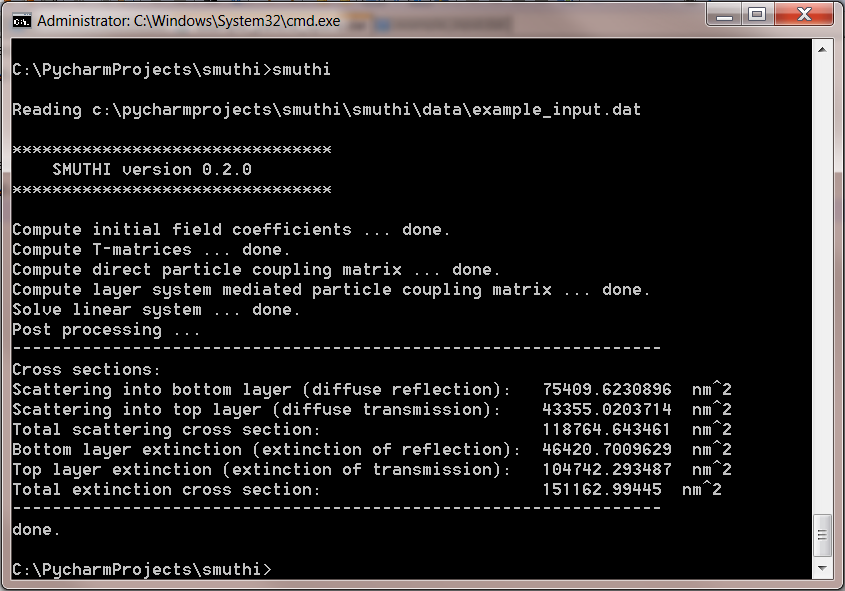 Administrator: C:\Windows\System32\cmd.exe
C:\PycharmProjects\smuthi>smuthi
Reading c:\pycharmprojects\smuthi\smuthi\data\example_input.dat
********************************
    SMUTHI version 0.2.0
********************************
Compute initial field coefficients ... done.
Compute T-matrices ... done.
Compute direct particle coupling matrix ... done.
Compute layer system mediated particle coupling matrix ... done.
Solve linear system ... done.
Post processing ...
-----------------------------------------------------------------
Cross sections:
Scattering into bottom layer (diffuse reflection):   75409.6230896  nm^2
Scattering into top layer (diffuse transmission):    43355.0203714  nm^2
Total scattering cross section:                      118764.643461  nm^2
Bottom layer extinction (extinction of reflection):  46420.7009629  nm^2
Top layer extinction (extinction of transmission):   104742.293487  nm^2
Total extinction cross section:                      151162.99445  nm^2
-----------------------------------------------------------------
done.
C:\PycharmProjects\smuthi>